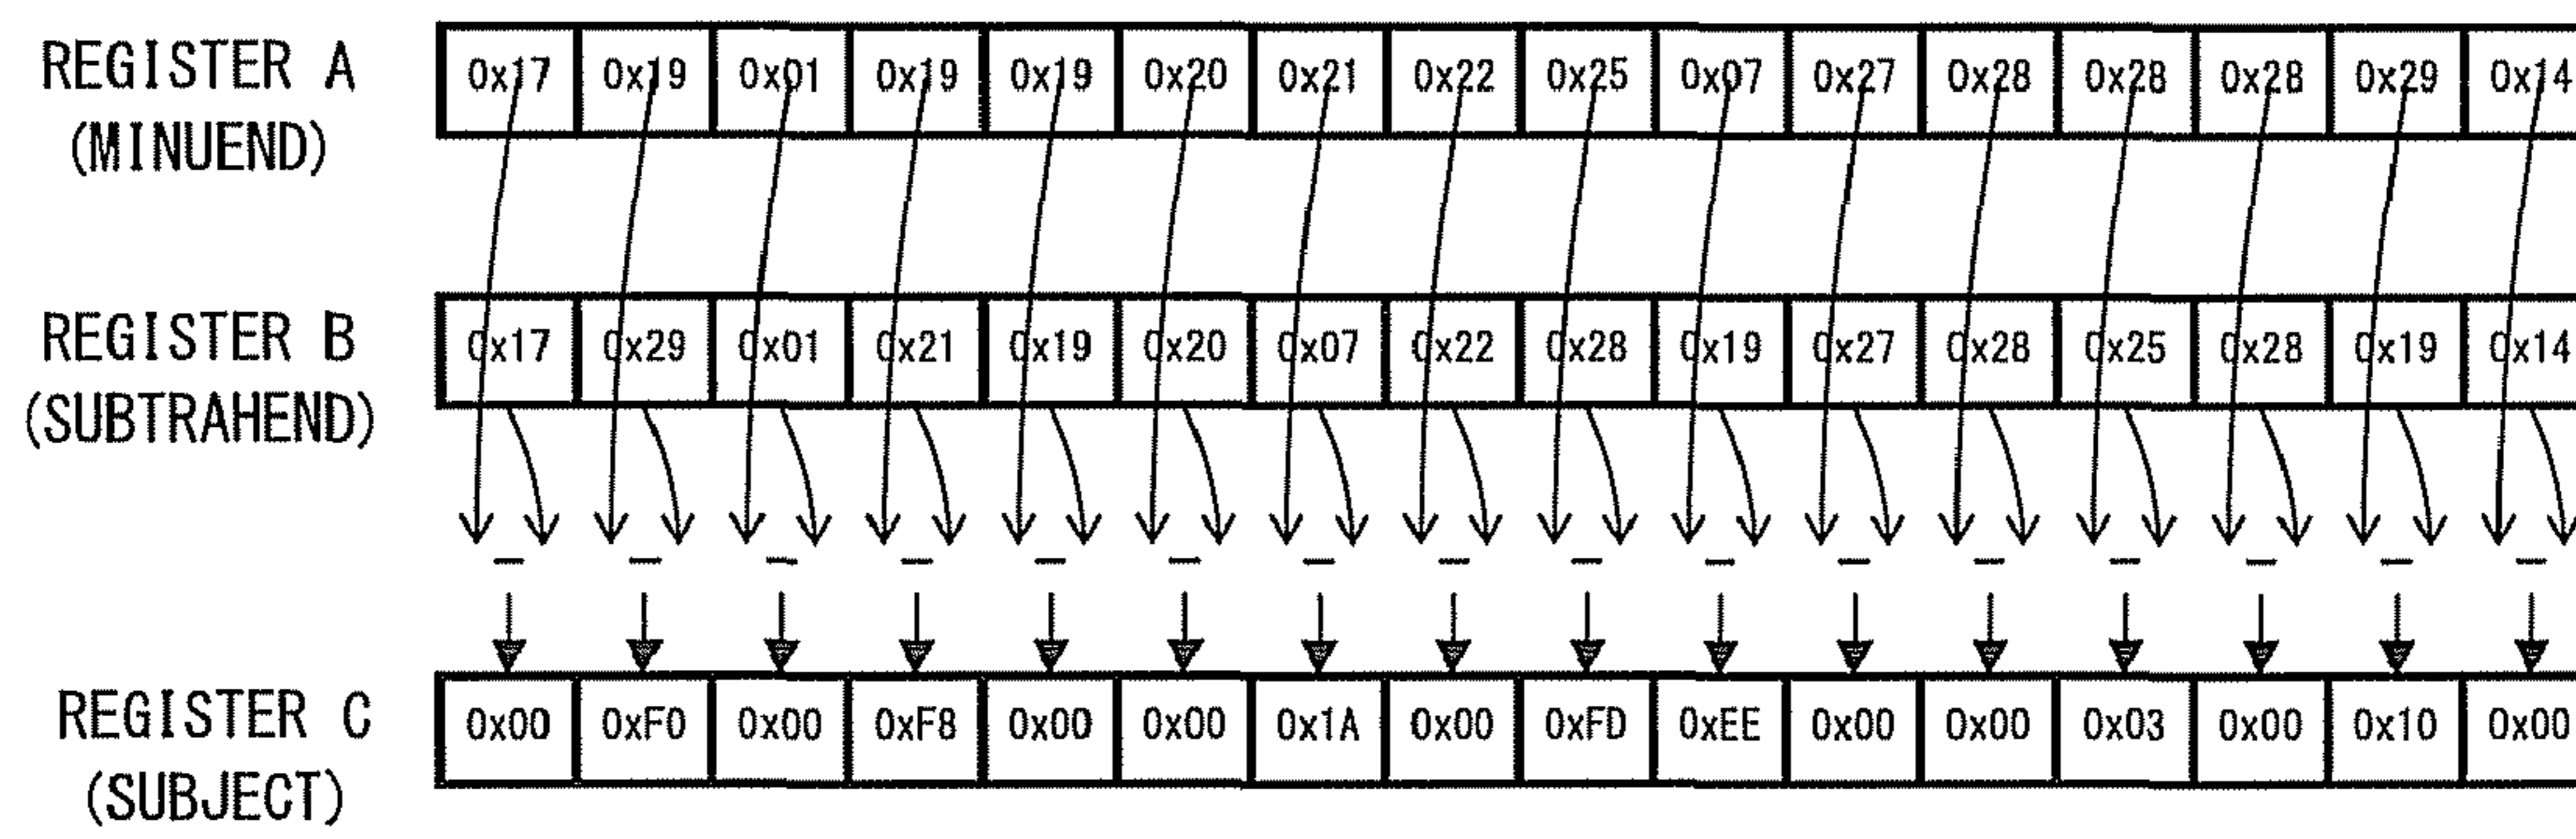 REGISTER A
(MINUEND)
0x17 0x19 0x01 0x19 0x19 0x20 0x21 0x22 0x25 0x07 0x27 0x28 0x28 0x28 0x29 0x14
REGISTER B
(SUBTRAHEND)
0x17 0x29 0x01 0x21 0x19 0x20 0x07 0x22 0x28 0x19 0x27 0x28 0x25 0x28 0x19 0x14
− − − − − − − − − − − − − − − −
REGISTER C
(SUBJECT)
0x00 0xF0 0x00 0xF8 0x00 0x00 0x1A 0x00 0xFD 0xEE 0x00 0x00 0x03 0x00 0x10 0x00